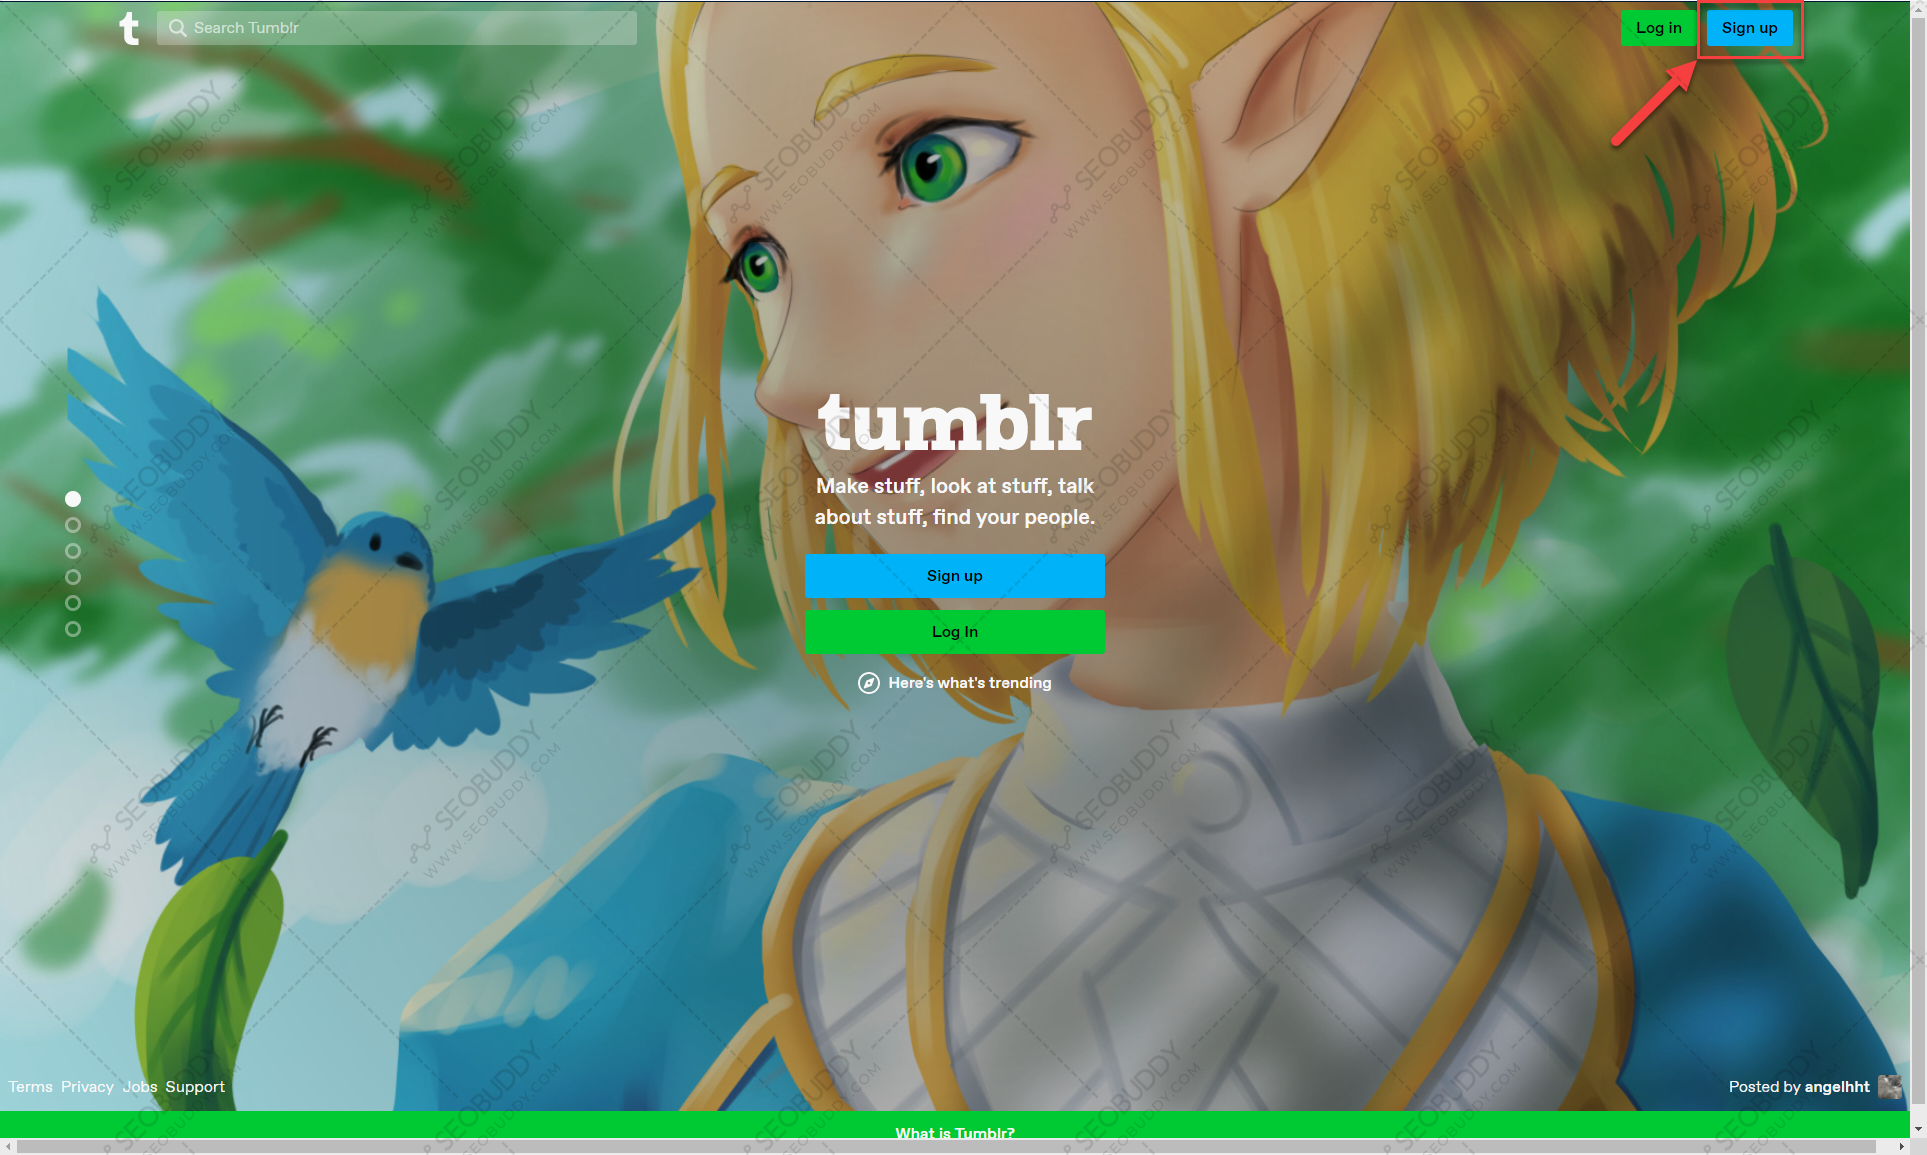 t
Search Tumblr
Log in
Sign up
tumblr
Make stuff, look at stuff, talk
about stuff, find your people.
Sign up
Log In
Here's what's trending
Terms Privacy Jobs Support
Posted by angelhht
What is Tumblr?
SEOBUDDY
WWW.SEOBUDDY.COM